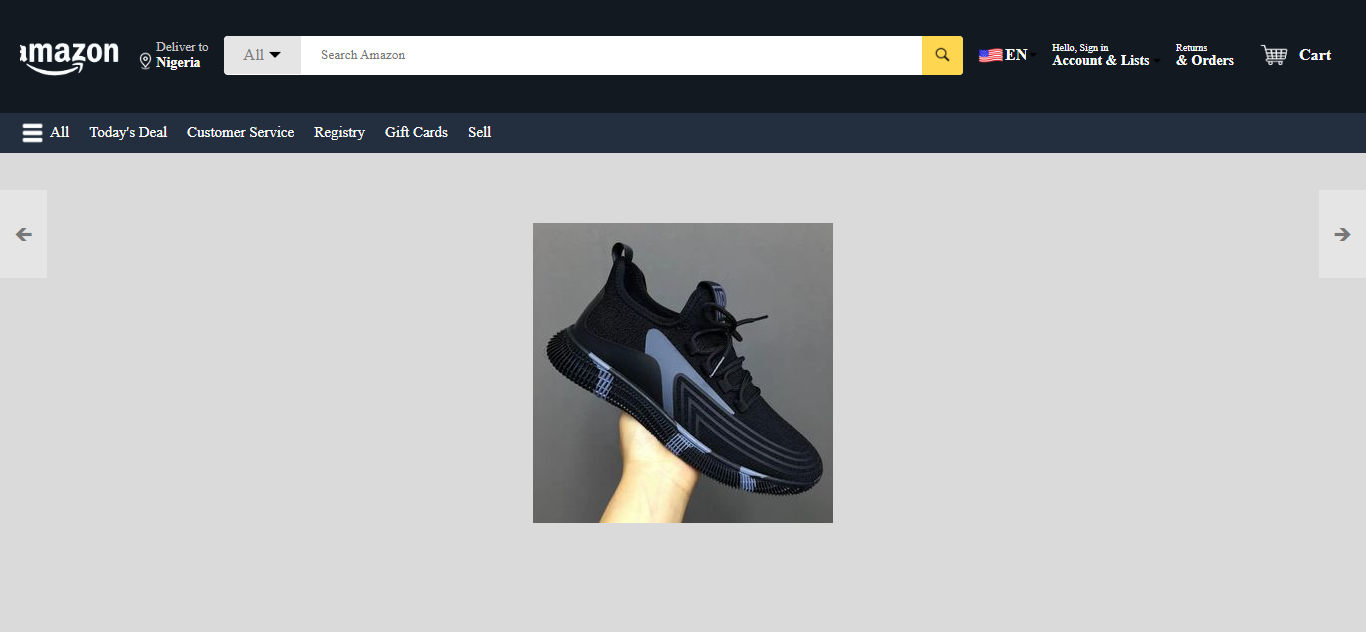 amazon
Deliver to
Nigeria
All
Search Amazon
EN
Hello, Sign in
Account & Lists
Returns
& Orders
Cart
All
Today's Deal
Customer Service
Registry
Gift Cards
Sell